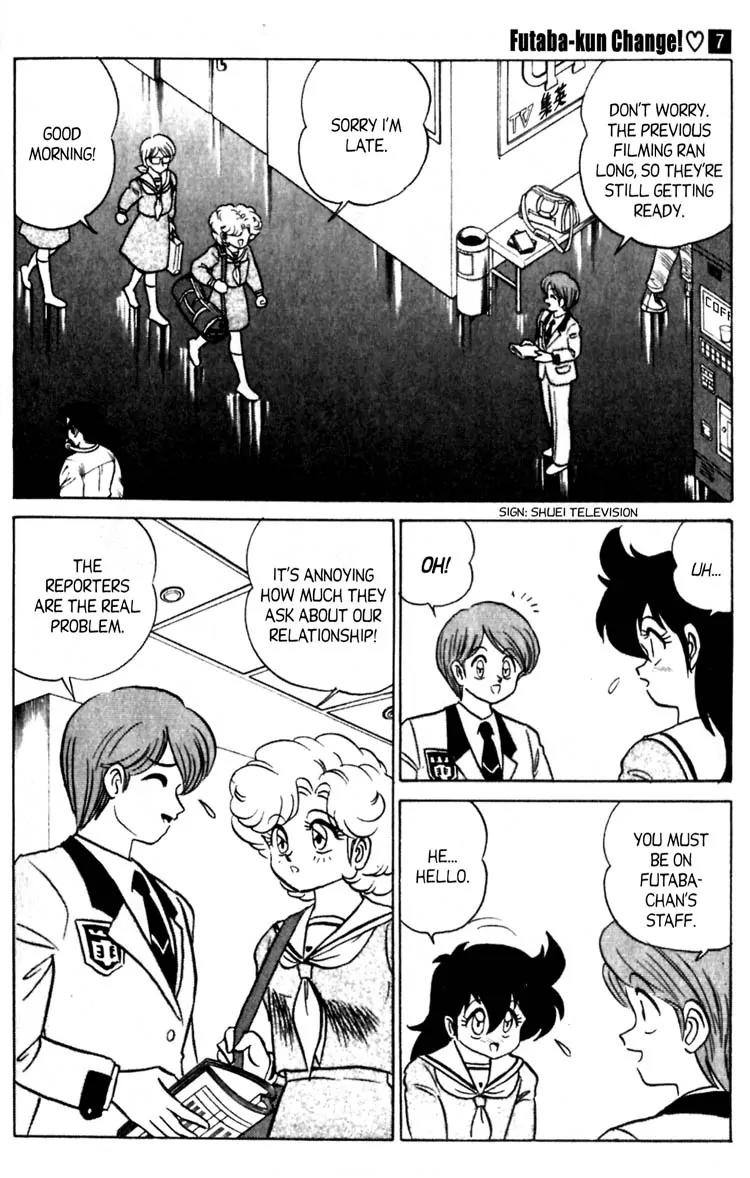 Futaba-kun Change! ♡ 7
DON'T WORRY.
THE PREVIOUS
FILMING RAN
LONG, SO THEY'RE
STILL GETTING
READY.
SORRY I'M
LATE.
GOOD
MORNING!
TV 集英
COFF
SIGN: SHUEI TELEVISION
IT'S ANNOYING
HOW MUCH THEY
ASK ABOUT OUR
RELATIONSHIP!
THE
REPORTERS
ARE THE REAL
PROBLEM.
UH...
OH!
YOU MUST
BE ON
FUTABA-
CHAN'S
STAFF.
HE...
HELLO.